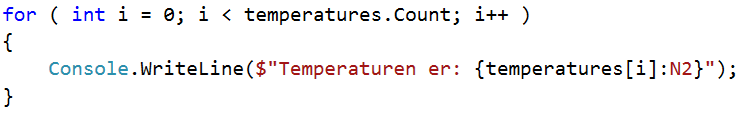 for ( int i = 0; i < temperatures.Count; i++ )
{
    Console.WriteLine($"Temperaturen er: {temperatures[i]:N2}");
}